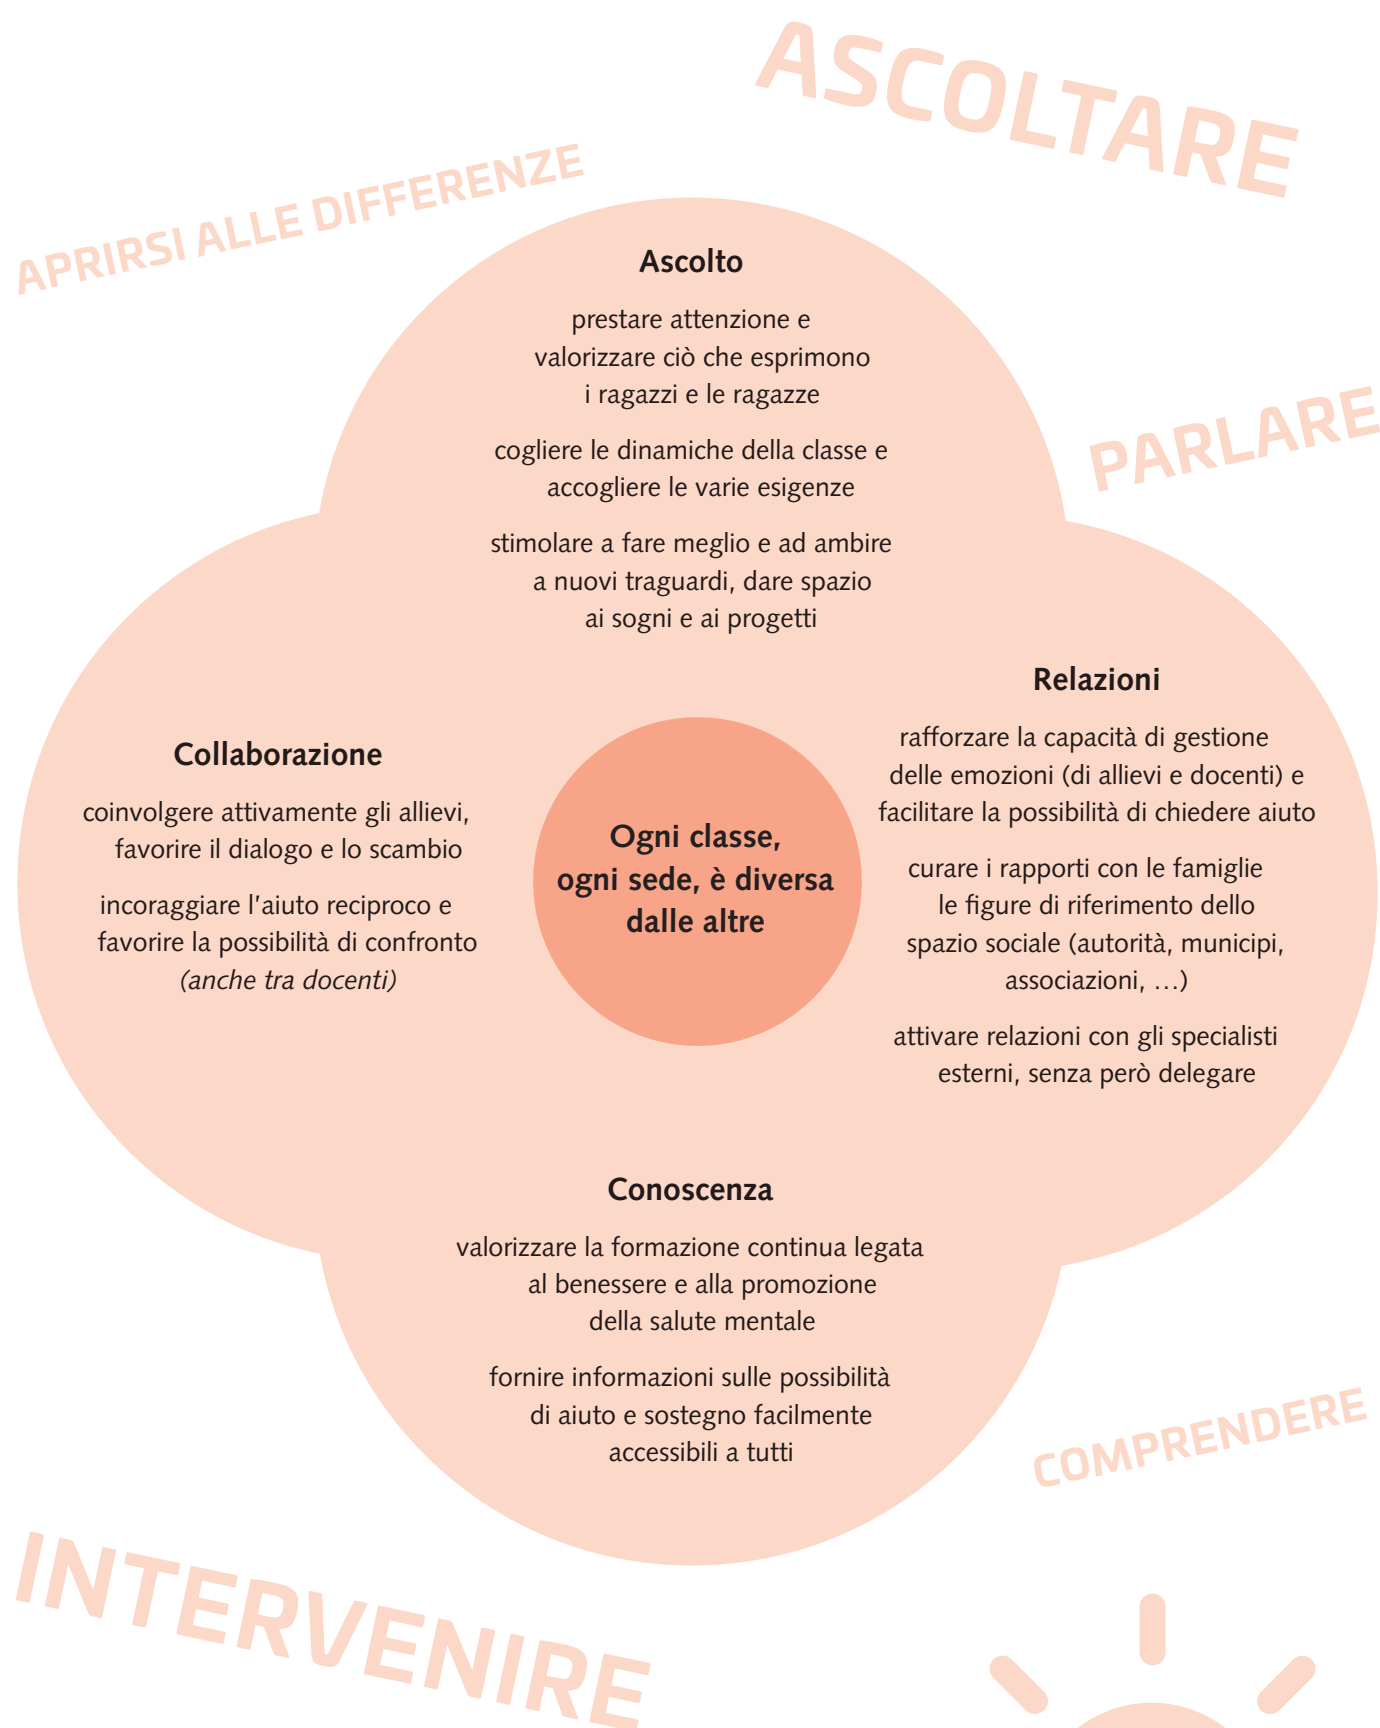 ASCOLTARE
APRIRSI ALLE DIFFERENZE
Ascolto
prestare attenzione e
valorizzare ciò che esprimono
i ragazzi e le ragazze
cogliere le dinamiche della classe e
accogliere le varie esigenze
stimolare a fare meglio e ad ambire
a nuovi traguardi, dare spazio
ai sogni e ai progetti
PARLARE
Collaborazione
coinvolgere attivamente gli allievi,
favorire il dialogo e lo scambio
incoraggiare l'aiuto reciproco e
favorire la possibilità di confronto
(anche tra docenti)
Ogni classe,
ogni sede, è diversa
dalle altre
Relazioni
rafforzare la capacità di gestione
delle emozioni (di allievi e docenti) e
facilitare la possibilità di chiedere aiuto
curare i rapporti con le famiglie
le figure di riferimento dello
spazio sociale (autorità, municipi,
associazioni, …)
attivare relazioni con gli specialisti
esterni, senza però delegare
Conoscenza
valorizzare la formazione continua legata
al benessere e alla promozione
della salute mentale
fornire informazioni sulle possibilità
di aiuto e sostegno facilmente
accessibili a tutti
COMPRENDERE
INTERVENIRE